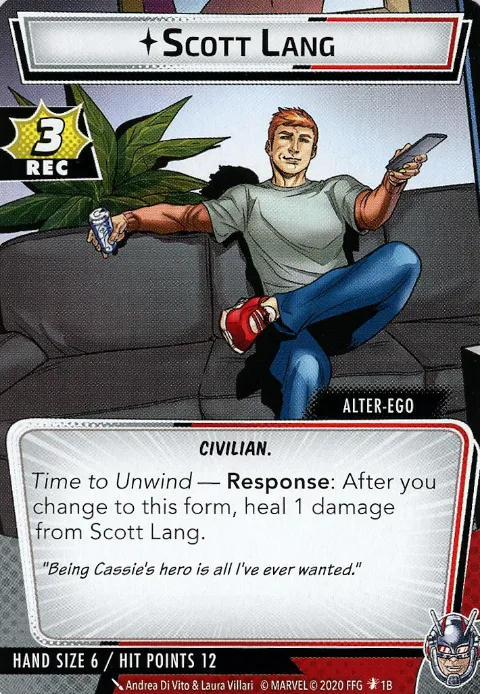 SCOTT LANG
3
REC
ALTER-EGO
CIVILIAN.
Time to Unwind — Response: After you
change to this form, heal 1 damage
from Scott Lang.
"Being Cassie's hero is all I've ever wanted."
HAND SIZE 6 / HIT POINTS 12
Andrea Di Vito & Laura Villari © MARVEL © 2020 FFG 1B